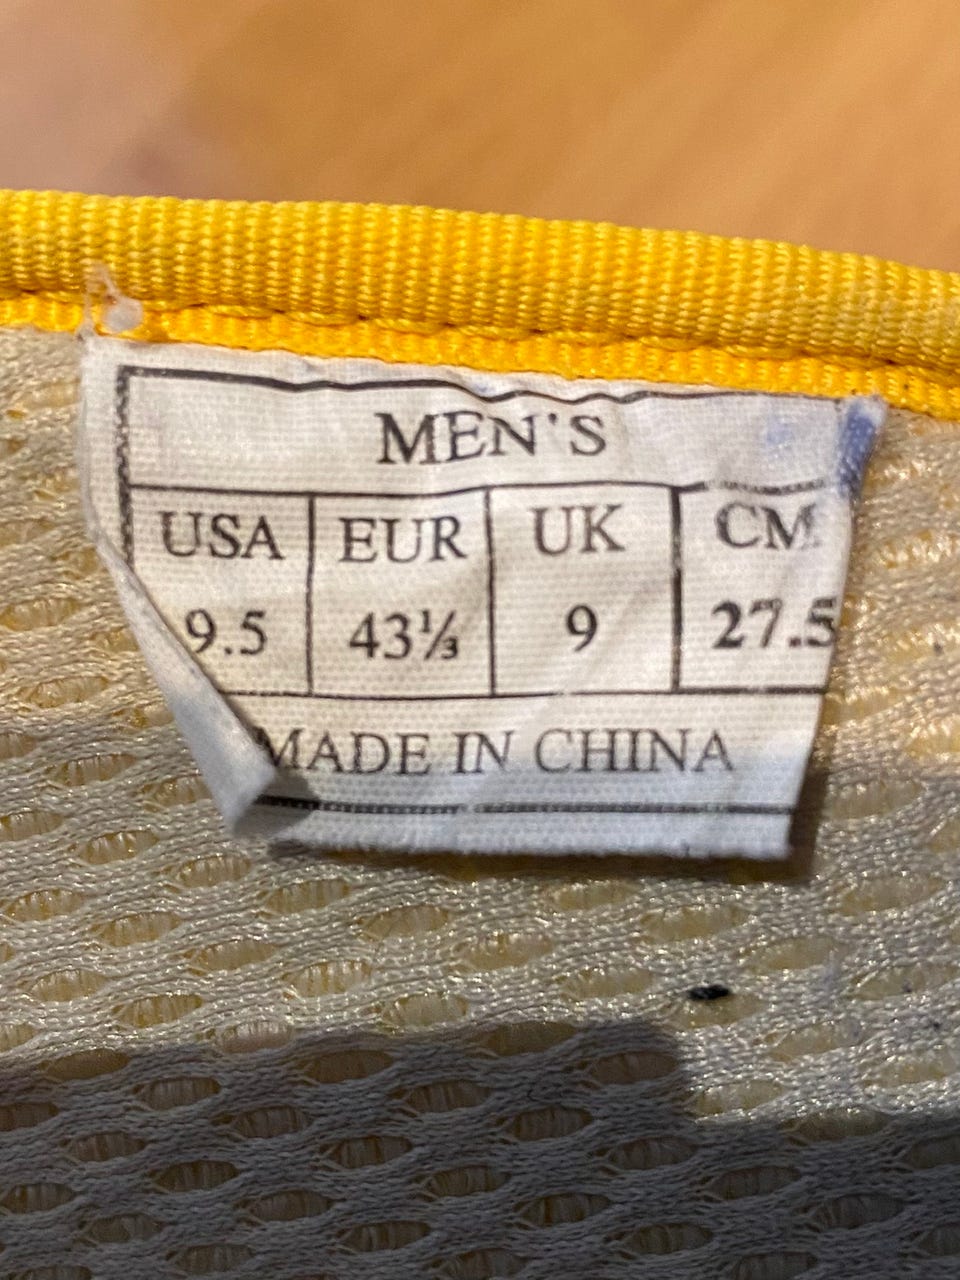 MEN'S
USA EUR UK CM
9.5 43⅓ 9 27.5
MADE IN CHINA